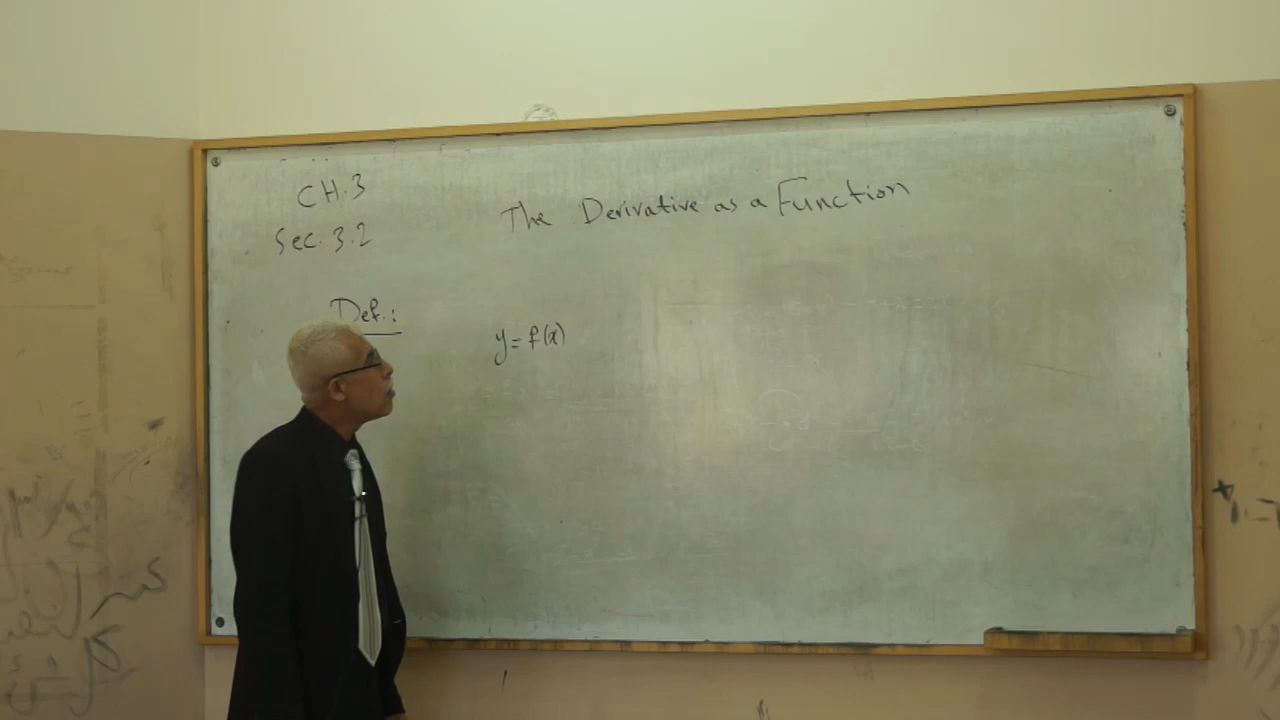 CH.3
Sec. 3.2
The Derivative as a Function
Def.:
y = f(x)